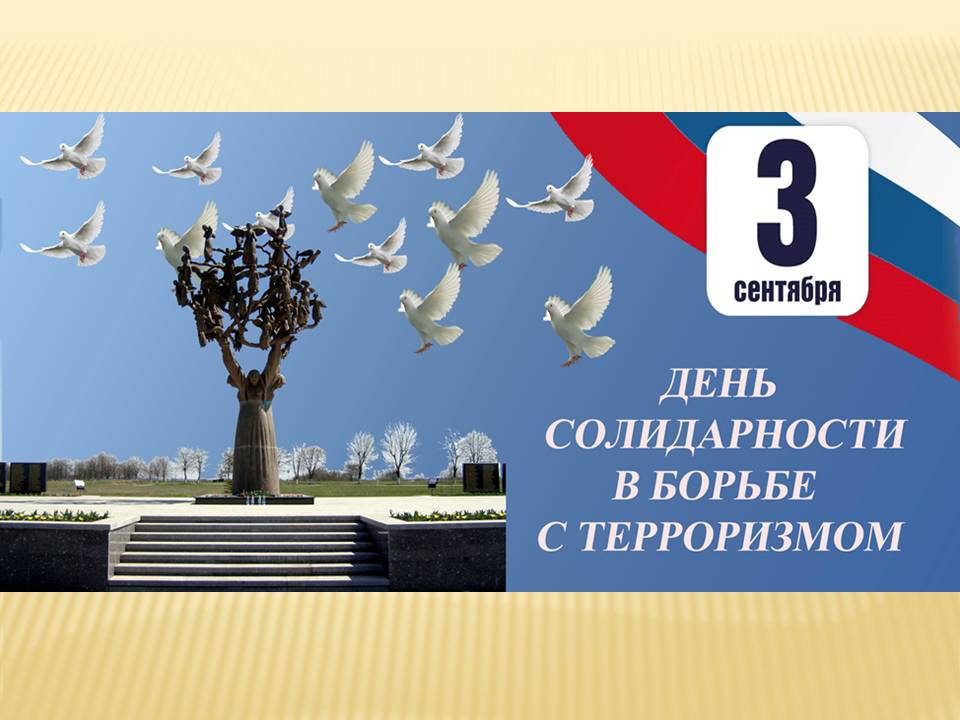 3
сентября
ДЕНЬ
СОЛИДАРНОСТИ
В БОРЬБЕ
С ТЕРРОРИЗМОМ